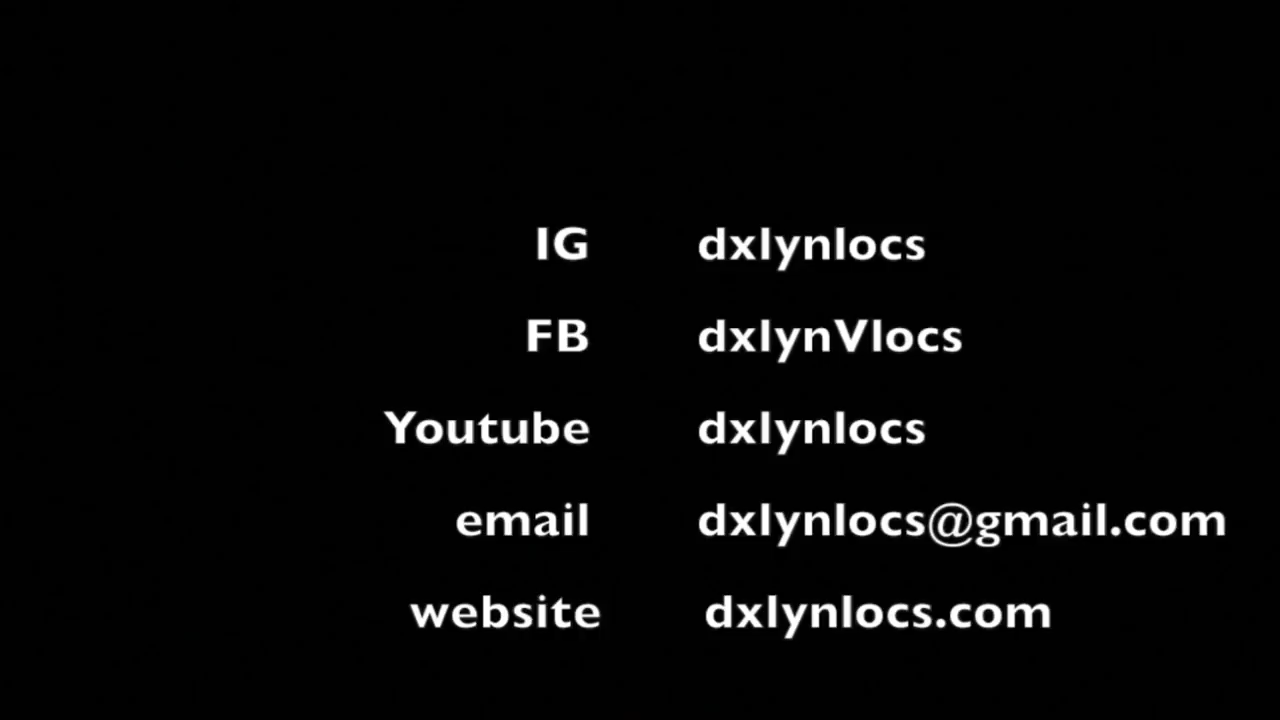 IG dxlynlocs
FB dxlynVlocs
Youtube dxlynlocs
email dxlynlocs@gmail.com
website dxlynlocs.com